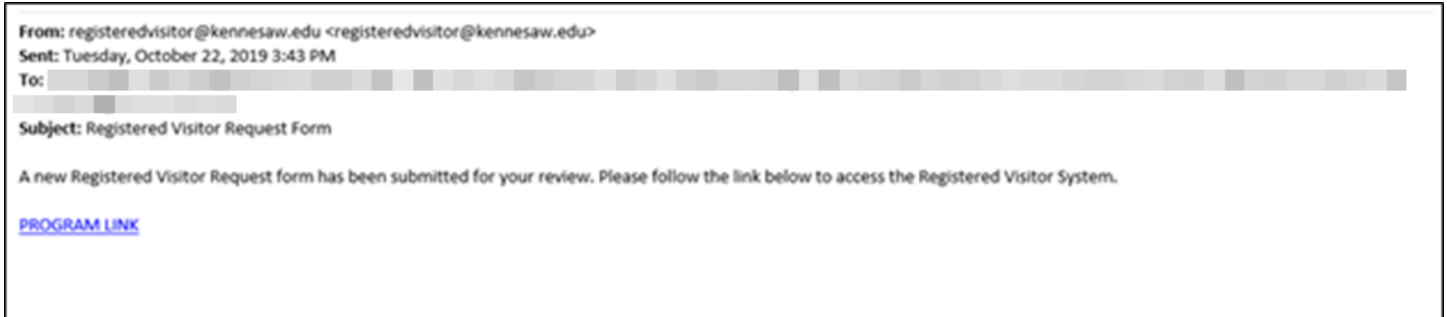 From: registeredvisitor@kennesaw.edu <registeredvisitor@kennesaw.edu>
Sent: Tuesday, October 22, 2019 3:43 PM
To:
Subject: Registered Visitor Request Form
A new Registered Visitor Request form has been submitted for your review. Please follow the link below to access the Registered Visitor System.
PROGRAM LINK